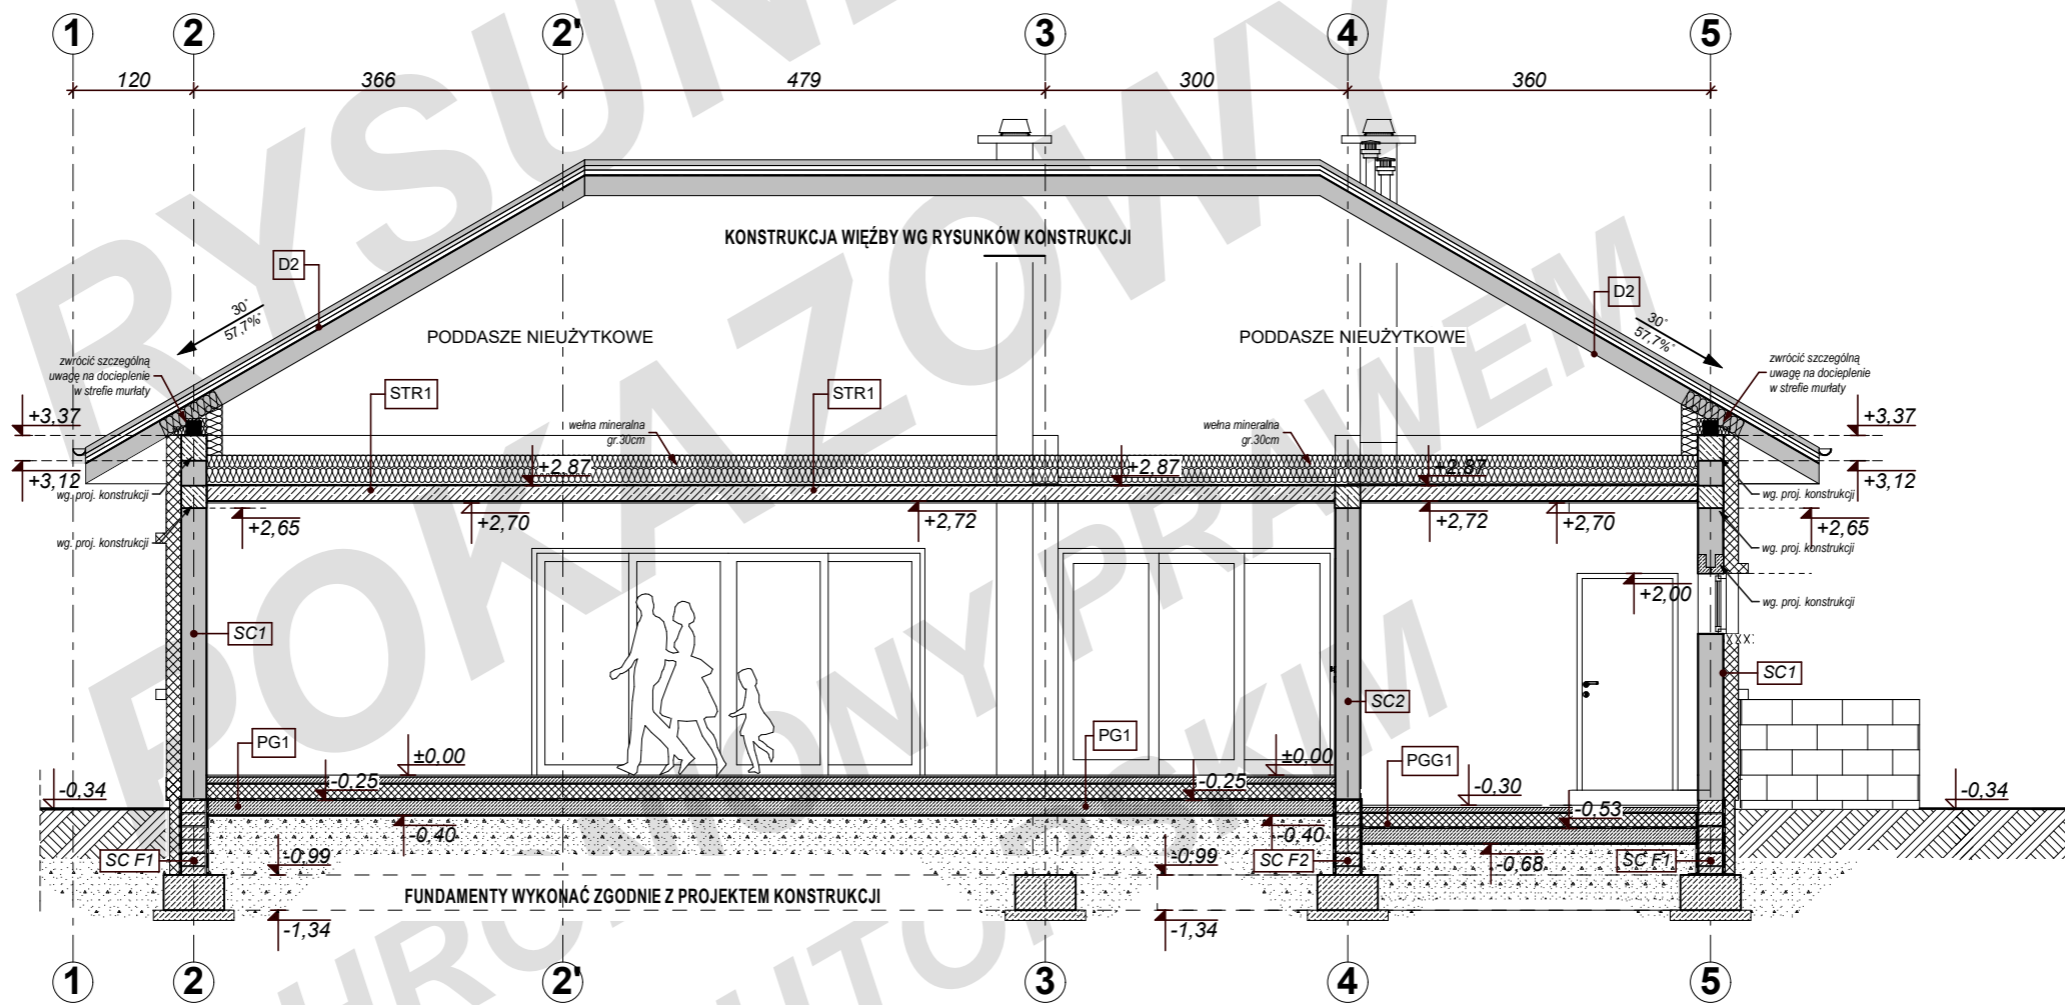 1 2 2' 3 4 5
120 366 479 300 360
RYSUNEK
POKAZOWY
CHRONIONY PRAWEM
AUTORSKIM
KONSTRUKCJA WIĘŹBY WG RYSUNKÓW KONSTRUKCJI
D2
D2
30°
57,7%
30°
57,7%
PODDASZE NIEUŻYTKOWE
PODDASZE NIEUŻYTKOWE
zwrócić szczególną
uwagę na docieplenie
w strefie murłaty
zwrócić szczególną
uwagę na docieplenie
w strefie murłaty
STR1
STR1
wełna mineralna
gr.30cm
wełna mineralna
gr.30cm
+3,37
+3,37
+3,12
+3,12
+2,87
+2,87
+2,87
wg. proj. konstrukcji
wg. proj. konstrukcji
+2,65
+2,70
+2,72
+2,72
+2,70
+2,65
wg. proj. konstrukcji
wg. proj. konstrukcji
+2,00
wg. proj. konstrukcji
SC1
SC1
SC2
PG1
PG1
PGG1
±0.00
±0.00
-0,25
-0,25
-0,30
-0,34
-0,34
-0,53
-0,40
-0,40
SC F1
-0,99
-0,99
SC F2
-0,68
SC F1
FUNDAMENTY WYKONAĆ ZGODNIE Z PROJEKTEM KONSTRUKCJI
-1,34
-1,34
1 2 2' 3 4 5